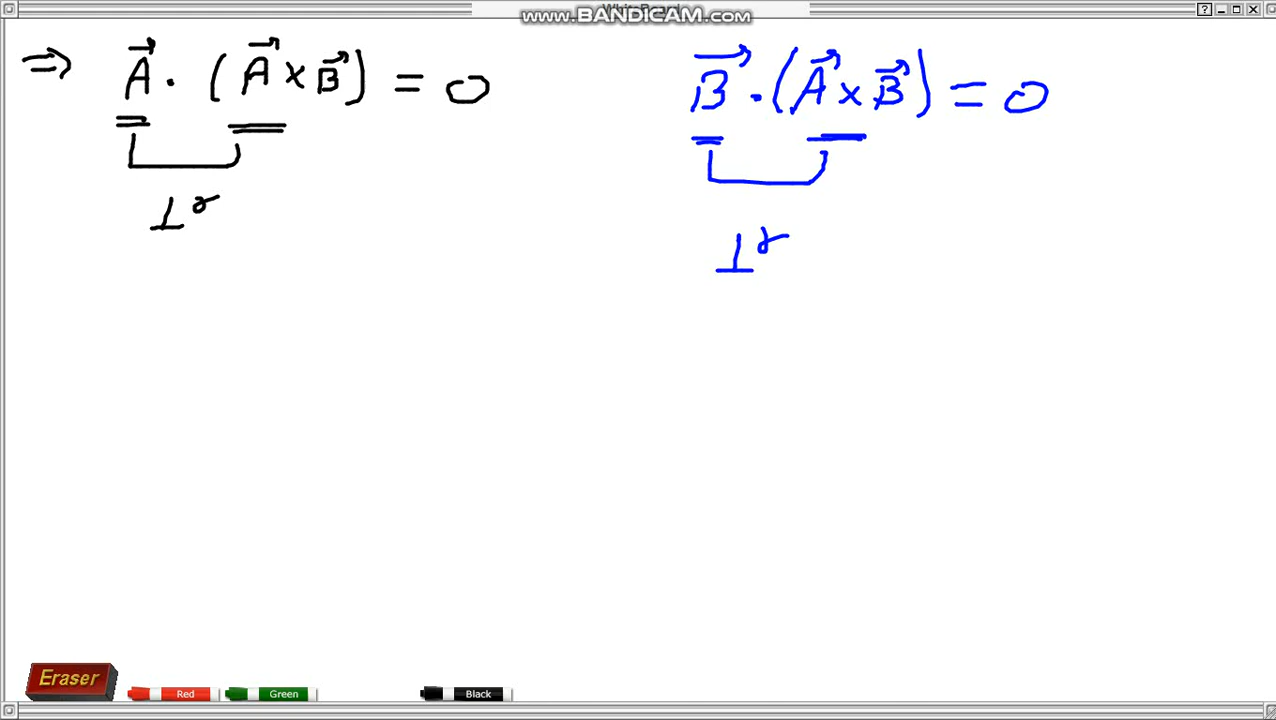 www.BANDICAM.com
⇒ A⃗ · (A⃗ × B⃗) = 0
B⃗ · (A⃗ × B⃗) = 0
⊥r
⊥r
Eraser
Red
Green
Black